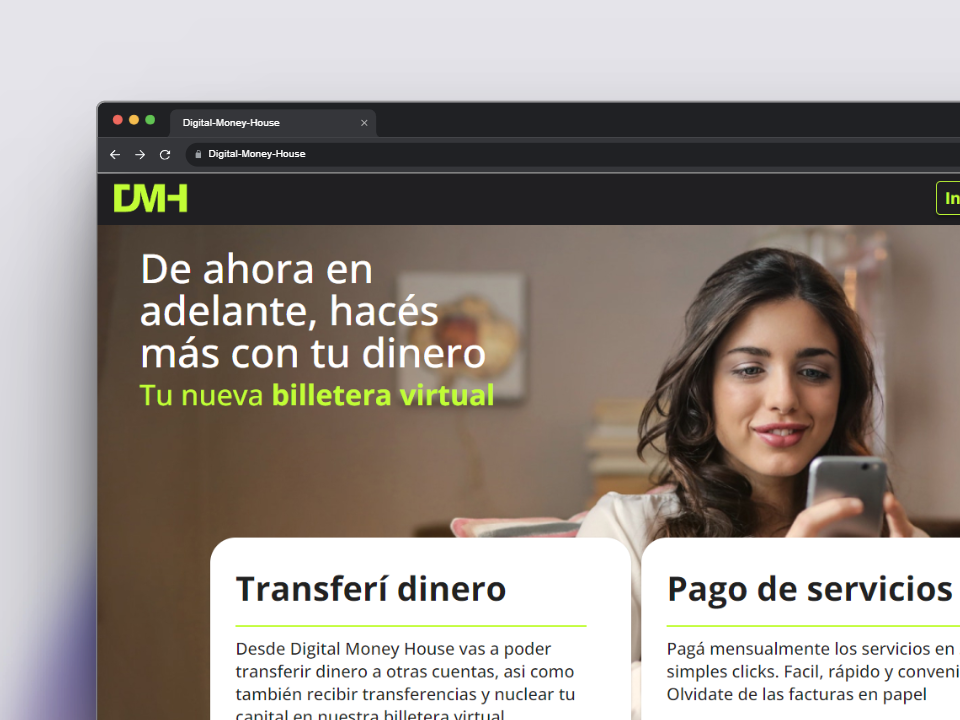 Digital-Money-House
Digital-Money-House
DMH
In
De ahora en
adelante, hacés
más con tu dinero
Tu nueva billetera virtual
Transferí dinero
Desde Digital Money House vas a poder
transferir dinero a otras cuentas, asi como
también recibir transferencias y nuclear tu
capital en nuestra billetera virtual
Pago de servicios
Pagá mensualmente los servicios en
simples clicks. Facil, rápido y conveni
Olvidate de las facturas en papel